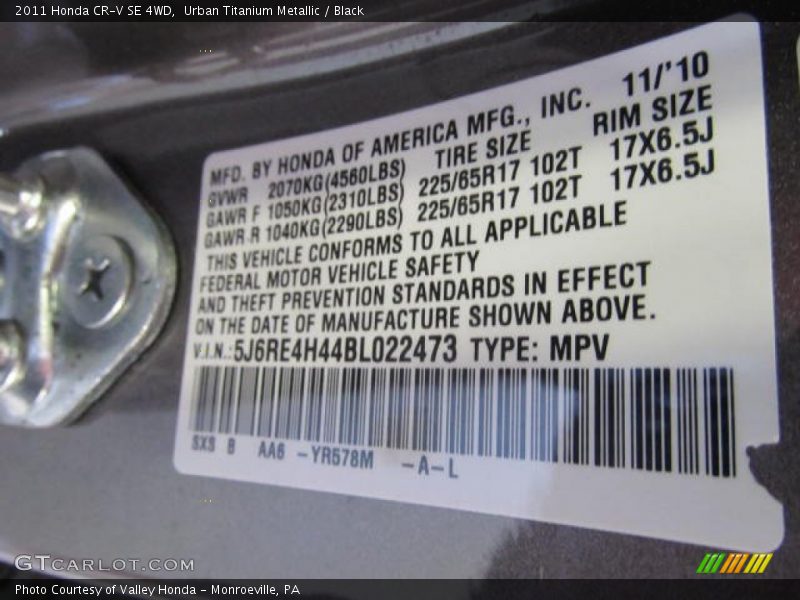 2011 Honda CR-V SE 4WD, Urban Titanium Metallic / Black
MFD. BY HONDA OF AMERICA MFG., INC. 11/'10
GVWR 2070KG(4560LBS) TIRE SIZE RIM SIZE
GAWR F 1050KG(2310LBS) 225/65R17 102T 17X6.5J
GAWR R 1040KG(2290LBS) 225/65R17 102T 17X6.5J
THIS VEHICLE CONFORMS TO ALL APPLICABLE
FEDERAL MOTOR VEHICLE SAFETY
AND THEFT PREVENTION STANDARDS IN EFFECT
ON THE DATE OF MANUFACTURE SHOWN ABOVE.
V.I.N.:5J6RE4H44BL022473 TYPE: MPV
SXS B AA6 -YR578M -A-L
GTCARLOT.COM
Photo Courtesy of Valley Honda - Monroeville, PA